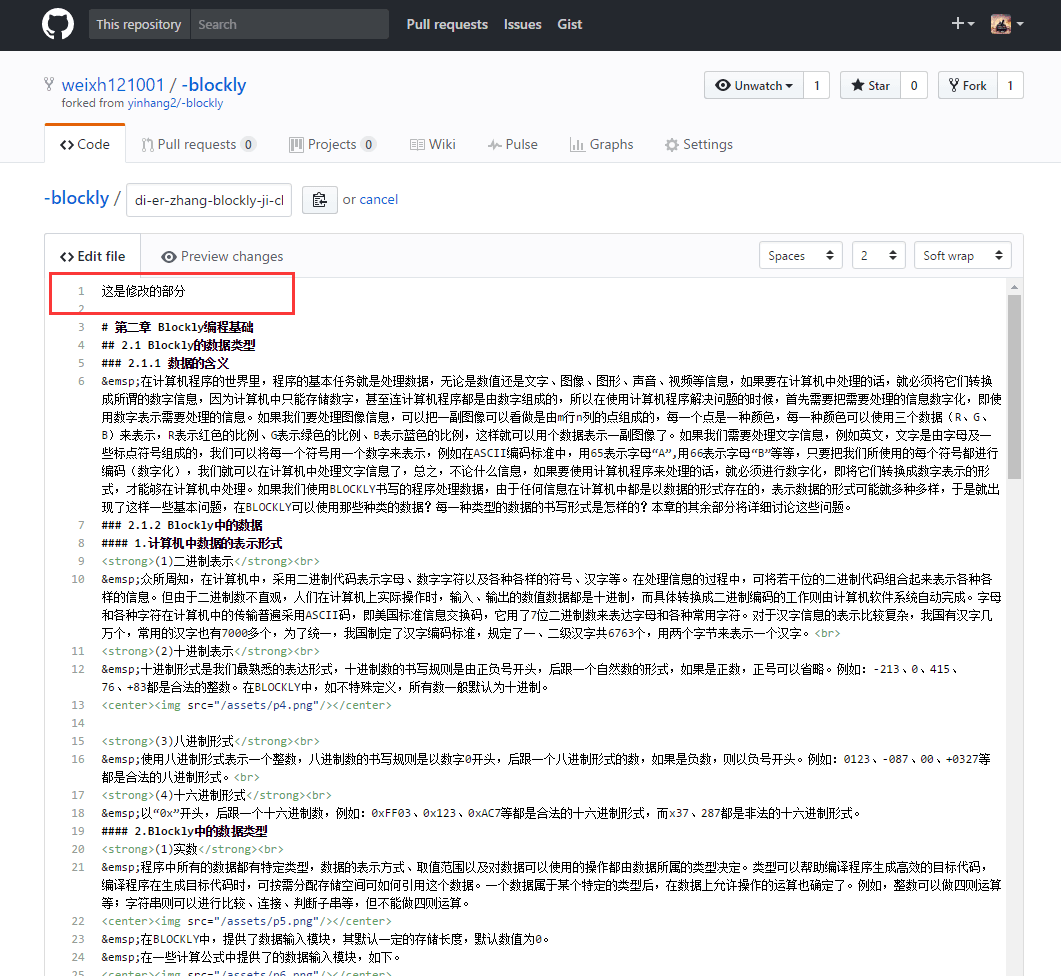 This repository Search Pull requests Issues Gist
weixh121001 / -blockly Unwatch 1 Star 0 Fork 1
forked from yinhang2/-blockly
Code Pull requests 0 Projects 0 Wiki Pulse Graphs Settings
-blockly / di-er-zhang-blockly-ji-cl or cancel
Edit file Preview changes Spaces 2 Soft wrap
1 这是修改的部分
2
3 # 第二章 Blockly编程基础
4 ## 2.1 Blockly的数据类型
5 ### 2.1.1 数据的含义
6 &emsp;在计算机程序的世界里，程序的基本任务就是处理数据，无论是数值还是文字、图像、图形、声音、视频等信息，如果要在计算机中处理的话，就必须将它们转换
成所谓的数字信息，因为计算机中只能存储数字，甚至连计算机程序都是由数字组成的，所以在使用计算机程序解决问题的时候，首先需要把需要处理的信息数字化，即使
用数字表示需要处理的信息。如果我们要处理图像信息，可以把一副图像可以看做是由m行n列的点组成的，每一个点是一种颜色，每一种颜色可以使用三个数据（R、G、
B）来表示，R表示红色的比例、G表示绿色的比例、B表示蓝色的比例，这样就可以用个数据表示一副图像了。如果我们需要处理文字信息，例如英文，文字是由字母及一
些标点符号组成的，我们可以将每一个符号用一个数字来表示，例如在ASCII编码标准中，用65表示字母“A”,用66表示字母“B”等等，只要把我们所使用的每个符号都进行
编码（数字化），我们就可以在计算机中处理文字信息了，总之，不论什么信息，如果要使用计算机程序来处理的话，就必须进行数字化，即将它们转换成数字表示的形
式，才能够在计算机中处理。如果我们使用BLOCKLY书写的程序处理数据，由于任何信息在计算机中都是以数据的形式存在的，表示数据的形式可能就多种多样，于是就出
现了这样一些基本问题，在BLOCKLY可以使用那些种类的数据？每一种类型的数据的书写形式是怎样的？本章的其余部分将详细讨论这些问题。
7 ### 2.1.2 Blockly中的数据
8 #### 1.计算机中数据的表示形式
9 <strong>(1)二进制表示</strong><br>
10 &emsp;众所周知，在计算机中，采用二进制代码表示字母、数字字符以及各种各样的符号、汉字等。在处理信息的过程中，可将若干位的二进制代码组合起来表示各种各
样的信息。但由于二进制数不直观，人们在计算机上实际操作时，输入、输出的数值数据都是十进制，而具体转换成二进制编码的工作则由计算机软件系统自动完成。字母
和各种字符在计算机中的传输普遍采用ASCII码，即美国标准信息交换码，它用了7位二进制数来表达字母和各种常用字符。对于汉字信息的表示比较复杂，我国有汉字几
万个，常用的汉字也有7000多个，为了统一，我国制定了汉字编码标准，规定了一、二级汉字共6763个，用两个字节来表示一个汉字。<br>
11 <strong>(2)十进制表示</strong><br>
12 &emsp;十进制形式是我们最熟悉的表达形式，十进制数的书写规则是由正负号开头，后跟一个自然数的形式，如果是正数，正号可以省略。例如：-213、0、415、
76、+83都是合法的整数。在BLOCKLY中，如不特殊定义，所有数一般默认为十进制。
13 <center><img src="/assets/p4.png"/></center>
14
15 <strong>(3)八进制形式</strong><br>
16 &emsp;使用八进制形式表示一个整数，八进制数的书写规则是以数字0开头，后跟一个八进制形式的数，如果是负数，则以负号开头。例如：0123、-087、00、+0327等
都是合法的八进制形式。<br>
17 <strong>(4)十六进制形式</strong><br>
18 &emsp;以“0x”开头，后跟一个十六进制数，例如：0xFF03、0x123、0xAC7等都是合法的十六进制形式，而x37、287都是非法的十六进制形式。
19 #### 2.Blockly中的数据类型
20 <strong>(1)实数</strong><br>
21 &emsp;程序中所有的数据都有特定类型，数据的表示方式、取值范围以及对数据可以使用的操作都由数据所属的类型决定。类型可以帮助编译程序生成高效的目标代码，
编译程序在生成目标代码时，可按需分配存储空间可如何引用这个数据。一个数据属于某个特定的类型后，在数据上允许操作的运算也确定了。例如，整数可以做四则运算
等；字符串则可以进行比较、连接、判断子串等，但不能做四则运算。
22 <center><img src="/assets/p5.png"/></center>
23 &emsp;在BLOCKLY中，提供了数据输入模块，其默认一定的存储长度，默认数值为0。
24 &emsp;在一些计算公式中提供了的数据输入模块，如下。
25 <center><img src="/assets/p6.png"/></center>